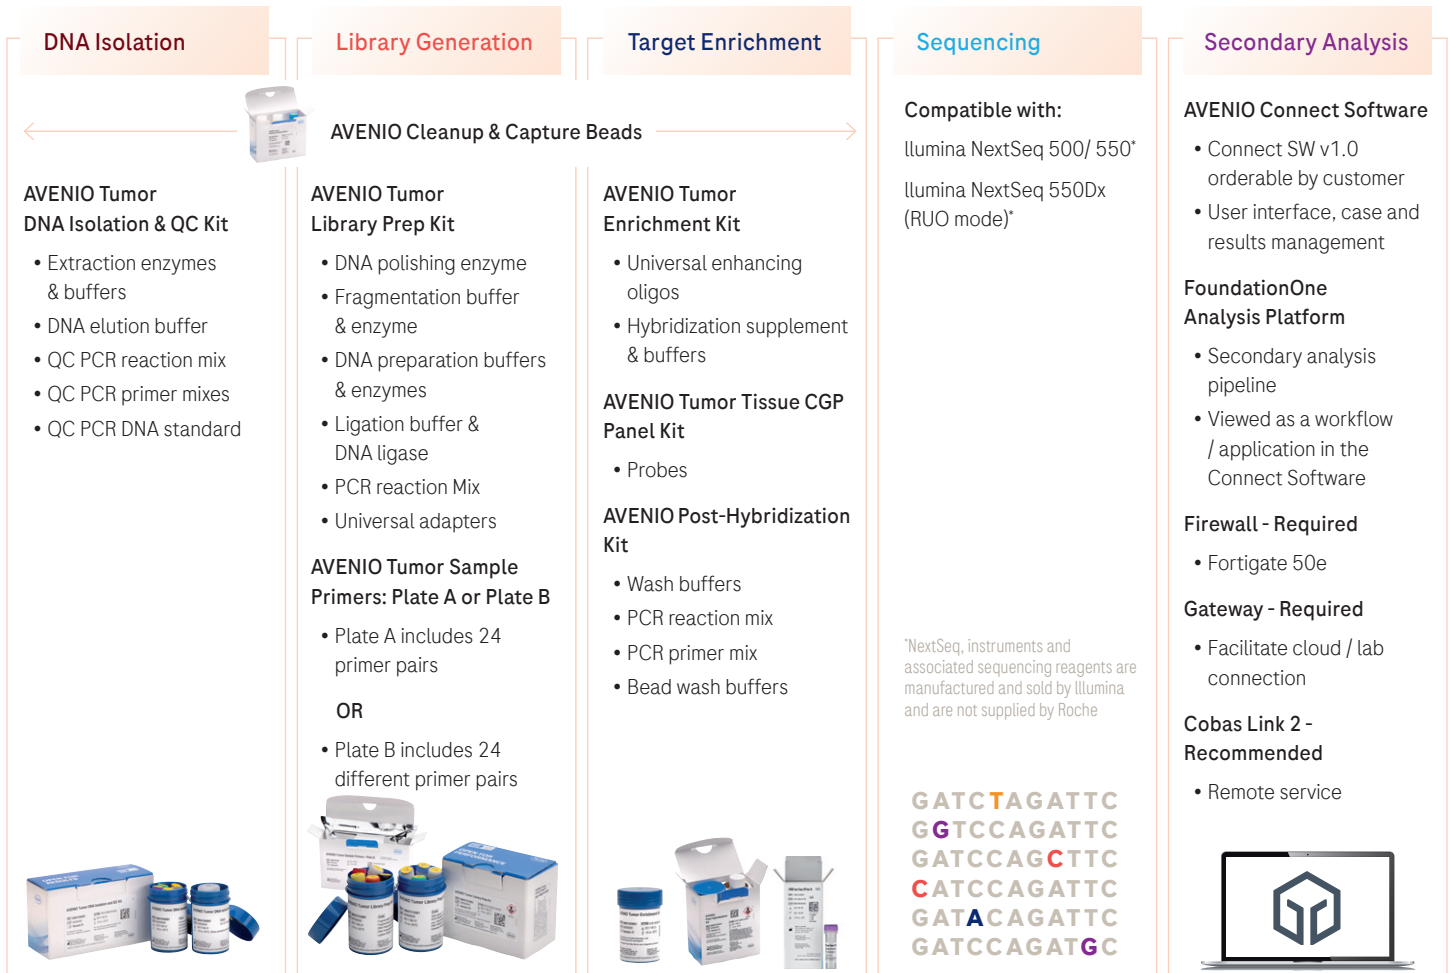 DNA Isolation
Library Generation
Target Enrichment
Sequencing
Secondary Analysis
AVENIO Cleanup & Capture Beads
AVENIO Tumor
DNA Isolation & QC Kit
• Extraction enzymes
& buffers
• DNA elution buffer
• QC PCR reaction mix
• QC PCR primer mixes
• QC PCR DNA standard
AVENIO Tumor
Library Prep Kit
• DNA polishing enzyme
• Fragmentation buffer
& enzyme
• DNA preparation buffers
& enzymes
• Ligation buffer &
DNA ligase
• PCR reaction Mix
• Universal adapters
AVENIO Tumor Sample
Primers: Plate A or Plate B
• Plate A includes 24
primer pairs
OR
• Plate B includes 24
different primer pairs
AVENIO Tumor
Enrichment Kit
• Universal enhancing
oligos
• Hybridization supplement
& buffers
AVENIO Tumor Tissue CGP
Panel Kit
• Probes
AVENIO Post-Hybridization
Kit
• Wash buffers
• PCR reaction mix
• PCR primer mix
• Bead wash buffers
Compatible with:
llumina NextSeq 500/ 550*
llumina NextSeq 550Dx
(RUO mode)*
*NextSeq, instruments and
associated sequencing reagents are
manufactured and sold by Illumina
and are not supplied by Roche
GATCTAGATTC
GGTCCAGATTC
GATCCAGCTTC
CATCCAGATTC
GATACAGATTC
GATCCAGATGC
AVENIO Connect Software
• Connect SW v1.0
orderable by customer
• User interface, case and
results management
FoundationOne
Analysis Platform
• Secondary analysis
pipeline
• Viewed as a workflow
/ application in the
Connect Software
Firewall - Required
• Fortigate 50e
Gateway - Required
• Facilitate cloud / lab
connection
Cobas Link 2 -
Recommended
• Remote service
OPEN FOR
RESULTS
OPEN FOR
PERFORMANCE